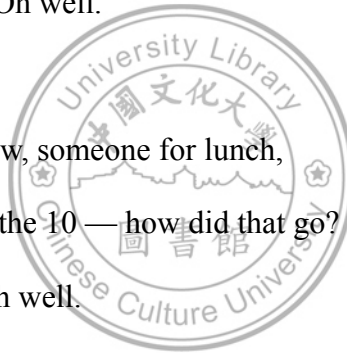 Oh well.
University Library
中國文化大學
w, someone for lunch,
the 10 — how did that go?
圖書館
h well.
Chinese Culture University